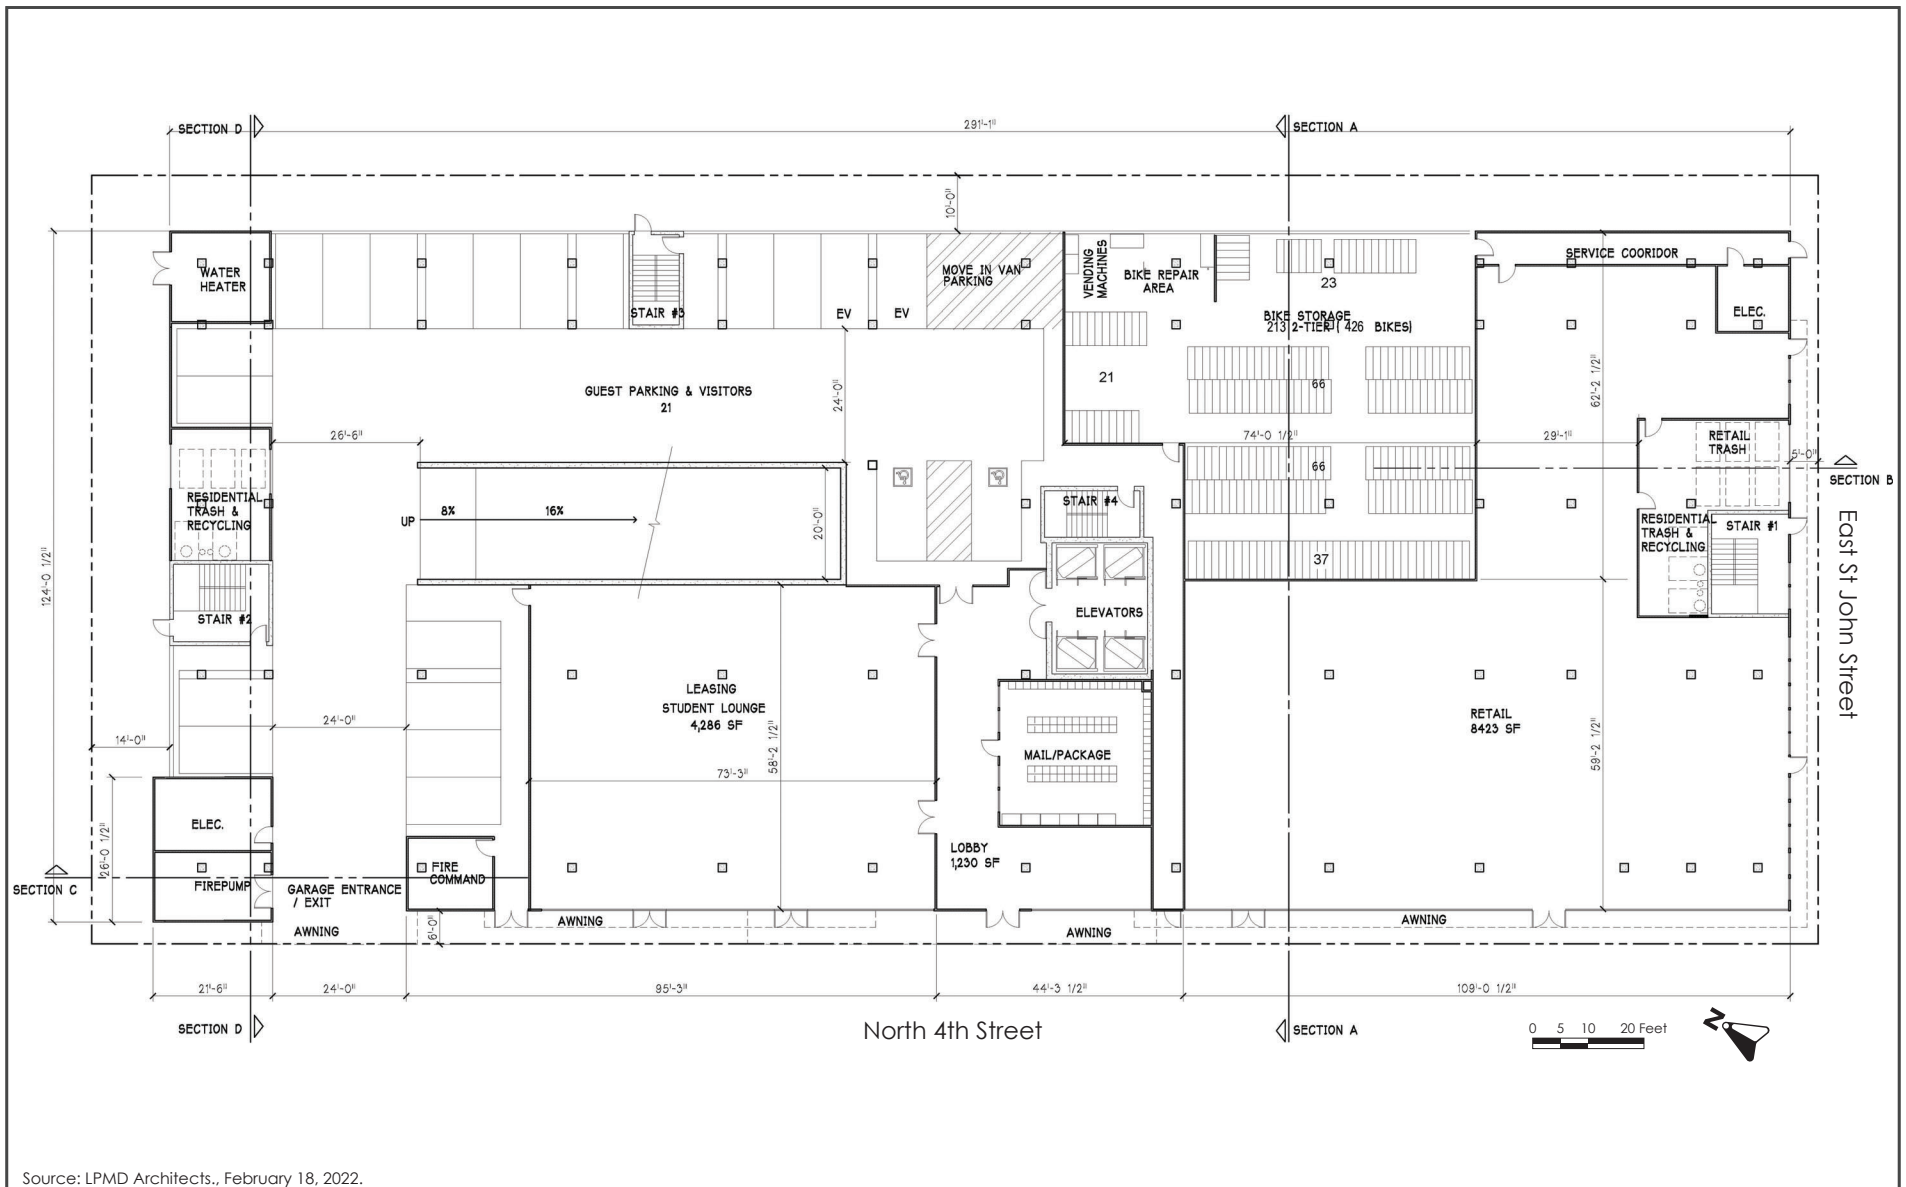 SECTION D
291'-1"
SECTION A
10'-0"
WATER
HEATER
STAIR #3
EV
EV
MOVE IN VAN
PARKING
VENDING
MACHINES
BIKE REPAIR
AREA
23
BIKE STORAGE
213 2-TIER ( 426 BIKES)
SERVICE COORIDOR
ELEC.
GUEST PARKING & VISITORS
21
24'-0"
21
66
62'-2 1/2"
26'-6"
74'-0 1/2"
29'-1"
RETAIL
TRASH
5'-0"
SECTION B
RESIDENTIAL
TRASH &
RECYCLING
UP
8%
16%
20'-0"
STAIR #4
66
37
RESIDENTIAL
TRASH &
RECYCLING
STAIR #1
East St John Street
124'-0 1/2"
STAIR #2
ELEVATORS
LEASING
STUDENT LOUNGE
4,286 SF
58'-2 1/2"
73'-3"
24'-0"
14'-0"
MAIL/PACKAGE
RETAIL
8423 SF
59'-2 1/2"
ELEC.
26'-0 1/2"
FIREPUMP
SECTION C
GARAGE ENTRANCE
/ EXIT
FIRE
COMMAND
LOBBY
1,230 SF
6'-0"
AWNING
AWNING
AWNING
AWNING
21'-6"
24'-0"
95'-3"
44'-3 1/2"
109'-0 1/2"
SECTION D
North 4th Street
SECTION A
0 5 10 20 Feet
N
Source: LPMD Architects., February 18, 2022.